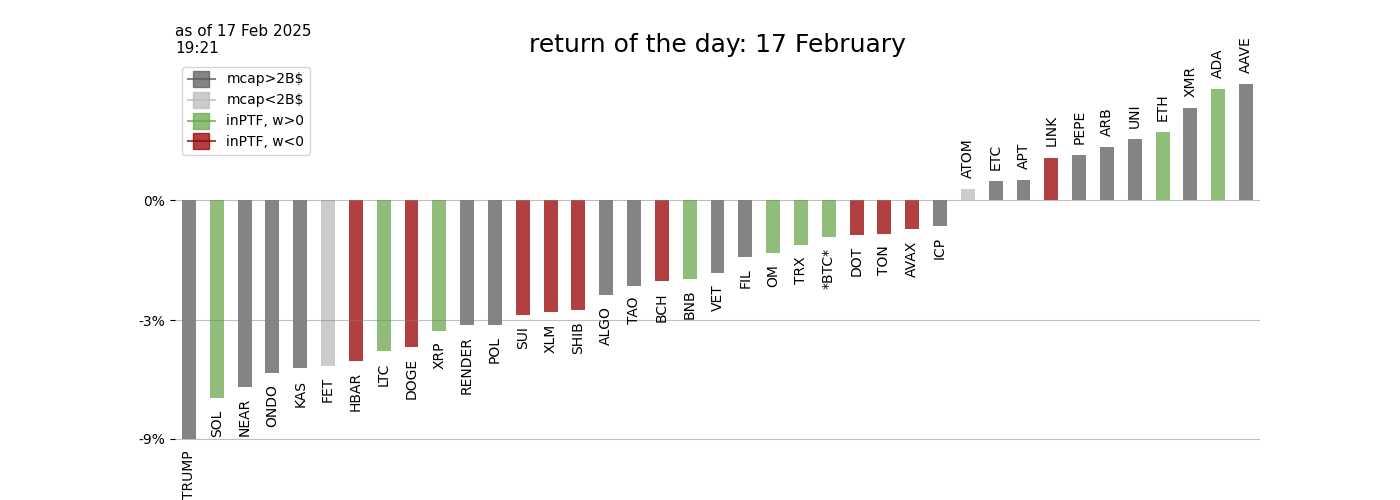 as of 17 Feb 2025
19:21
return of the day: 17 February
mcap>2B$
mcap<2B$
inPTF, w>0
inPTF, w<0
0%
-3%
-9%
TRUMP
SOL
NEAR
ONDO
KAS
FET
HBAR
LTC
DOGE
XRP
RENDER
POL
SUI
XLM
SHIB
ALGO
TAO
BCH
BNB
VET
FIL
OM
TRX
*BTC*
DOT
TON
AVAX
ICP
ATOM
ETC
APT
LINK
PEPE
ARB
UNI
ETH
XMR
ADA
AAVE